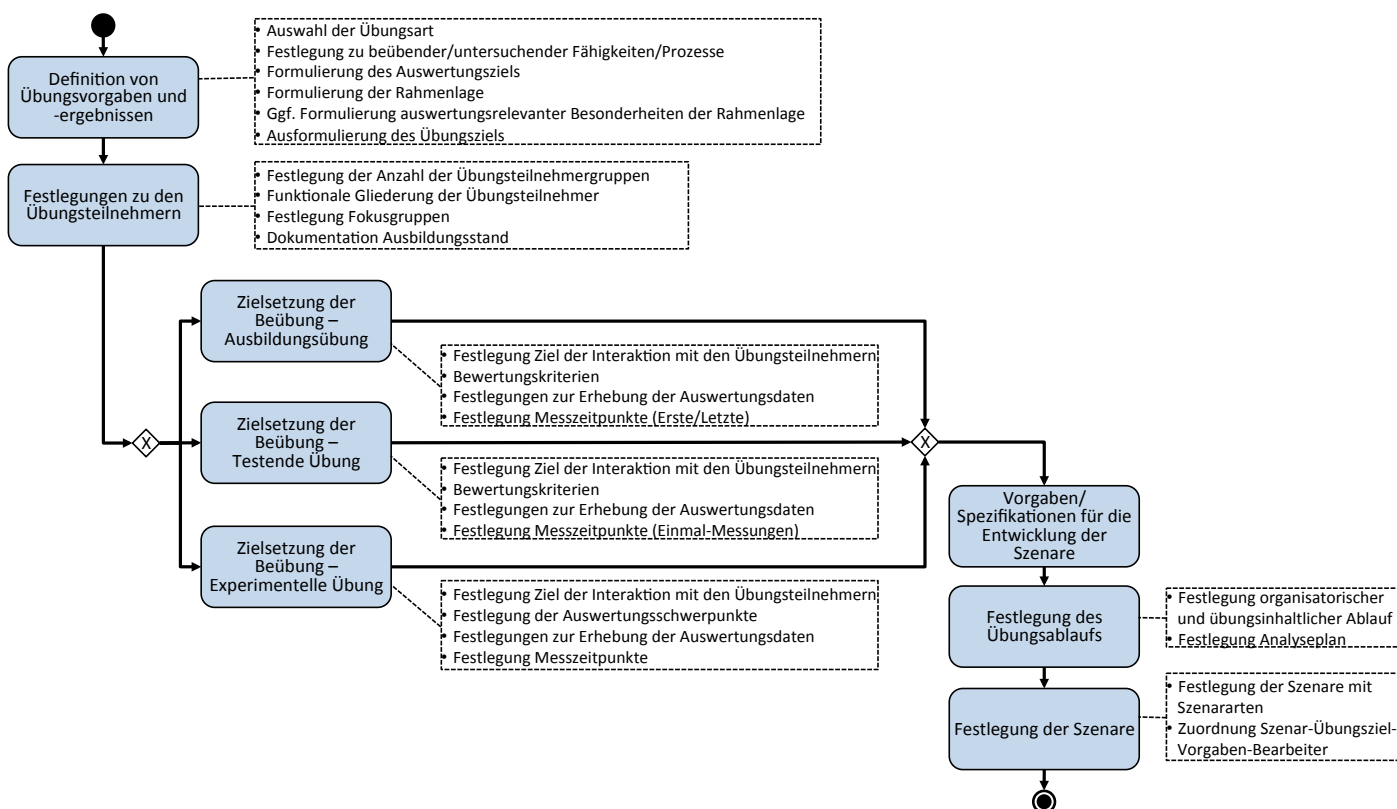 • Auswahl der Übungsart
• Festlegung zu beübender/untersuchender Fähigkeiten/Prozesse
• Formulierung des Auswertungsziels
• Formulierung der Rahmenlage
• Ggf. Formulierung auswertungsrelevanter Besonderheiten der Rahmenlage
• Ausformulierung des Übungsziels
Definition von
Übungsvorgaben und
-ergebnissen
• Festlegung der Anzahl der Übungsteilnehmergruppen
• Funktionale Gliederung der Übungsteilnehmer
• Festlegung Fokusgruppen
• Dokumentation Ausbildungsstand
Festlegungen zu den
Übungsteilnehmern
Zielsetzung der
Beübung –
Ausbildungsübung
• Festlegung Ziel der Interaktion mit den Übungsteilnehmern
• Bewertungskriterien
• Festlegungen zur Erhebung der Auswertungsdaten
• Festlegung Messzeitpunkte (Erste/Letzte)
X
Zielsetzung der
Beübung –
Testende Übung
X
• Festlegung Ziel der Interaktion mit den Übungsteilnehmern
• Bewertungskriterien
• Festlegungen zur Erhebung der Auswertungsdaten
• Festlegung Messzeitpunkte (Einmal-Messungen)
Zielsetzung der
Beübung –
Experimentelle Übung
• Festlegung Ziel der Interaktion mit den Übungsteilnehmern
• Festlegung der Auswertungsschwerpunkte
• Festlegungen zur Erhebung der Auswertungsdaten
• Festlegung Messzeitpunkte
Vorgaben/
Spezifikationen für die
Entwicklung der
Szenare
Festlegung des
Übungsablaufs
• Festlegung organisatorischer
und übungsinhaltlicher Ablauf
• Festlegung Analyseplan
Festlegung der Szenare
• Festlegung der Szenare mit
Szenararten
• Zuordnung Szenar-Übungsziel-
Vorgaben-Bearbeiter